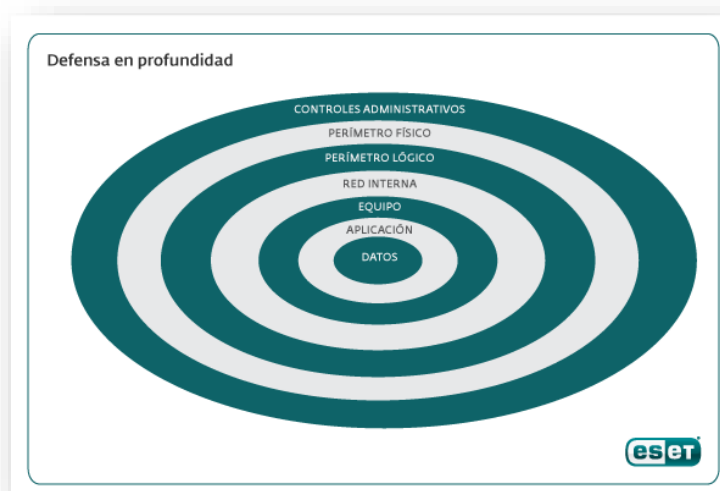 Defensa en profundidad
CONTROLES ADMINISTRATIVOS
PERÍMETRO FÍSICO
PERÍMETRO LÓGICO
RED INTERNA
EQUIPO
APLICACIÓN
DATOS
eseT